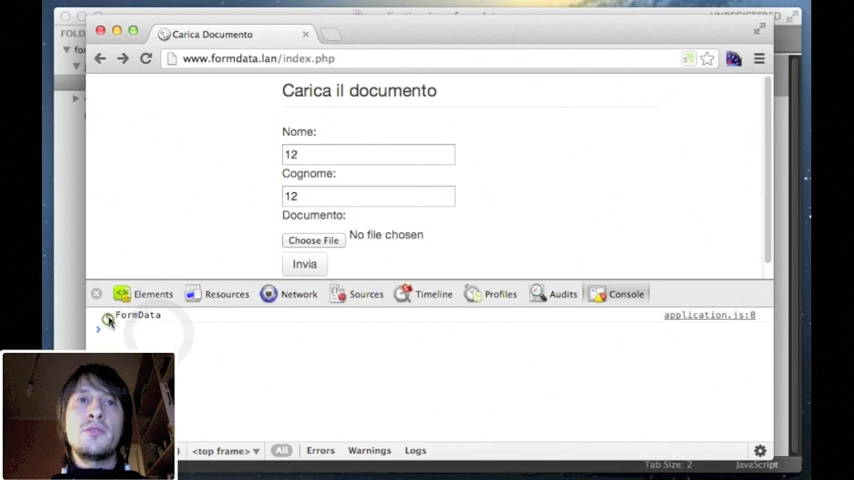 UNREGISTERED
FOLD
Carica Documento
www.formdata.lan/index.php
Carica il documento
Nome:
12
Cognome:
12
Documento:
Choose File No file chosen
Invia
Elements Resources Network Sources Timeline Profiles Audits Console
FormData application.js:8
>
<top frame> All Errors Warnings Logs
Tab Size: 2 JavaScript